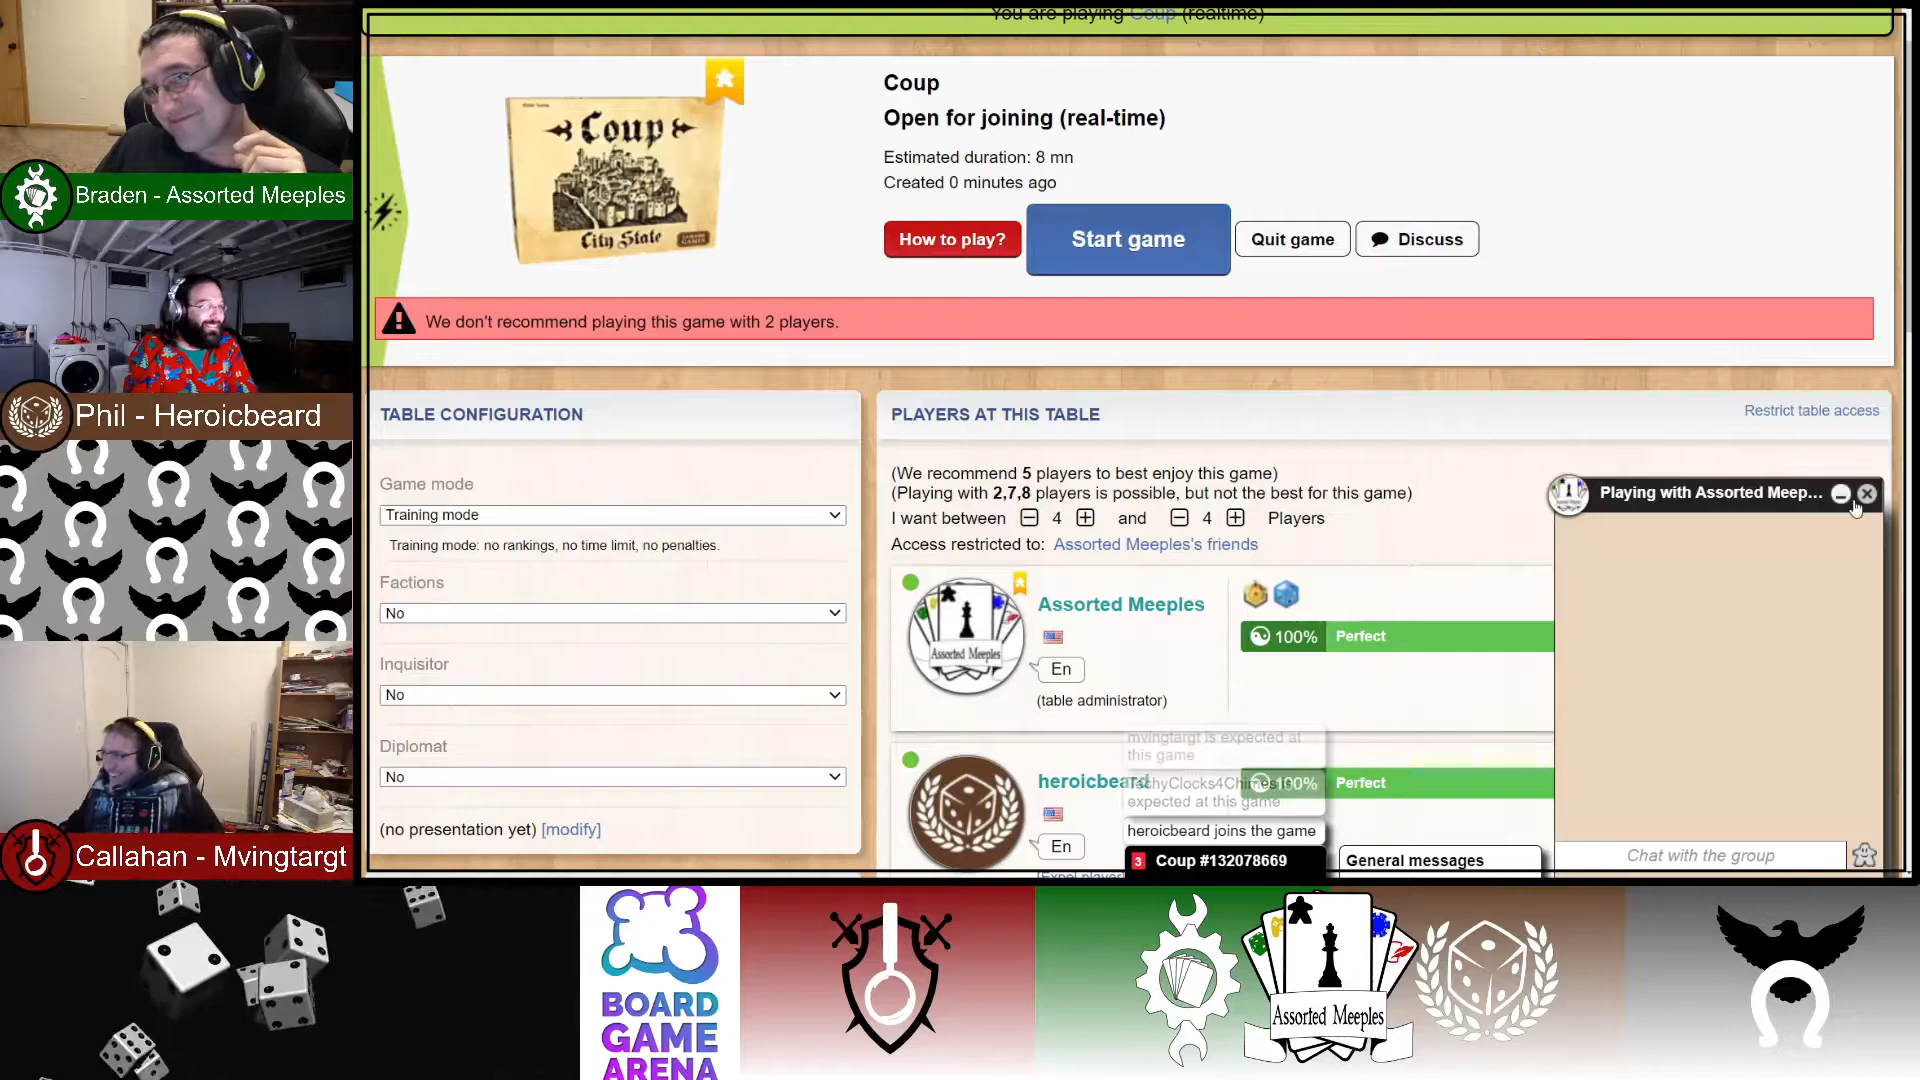 You are playing Coup (realtime)
Coup
City State
Coup
Open for joining (real-time)
Estimated duration: 8 mn
Created 0 minutes ago
How to play?
Start game
Quit game
Discuss
We don't recommend playing this game with 2 players.
Braden - Assorted Meeples
Phil - Heroicbeard
Callahan - Mvingtargt
TABLE CONFIGURATION
Game mode
Training mode
Training mode: no rankings, no time limit, no penalties.
Factions
No
Inquisitor
No
Diplomat
No
(no presentation yet) [modify]
PLAYERS AT THIS TABLE
Restrict table access
(We recommend 5 players to best enjoy this game)
(Playing with 2,7,8 players is possible, but not the best for this game)
I want between 4 and 4 Players
Access restricted to: Assorted Meeples's friends
Assorted Meeples
Assorted Meeples
En
(table administrator)
100% Perfect
heroicbeard
En
100% Perfect
(Expel player
mvingtargt is expected at
this game
TechyClocks4Chimes is
expected at this game
heroicbeard joins the game
3 Coup #132078669
General messages
Playing with Assorted Meep...
Chat with the group
BOARD
GAME
ARENA
Assorted Meeples